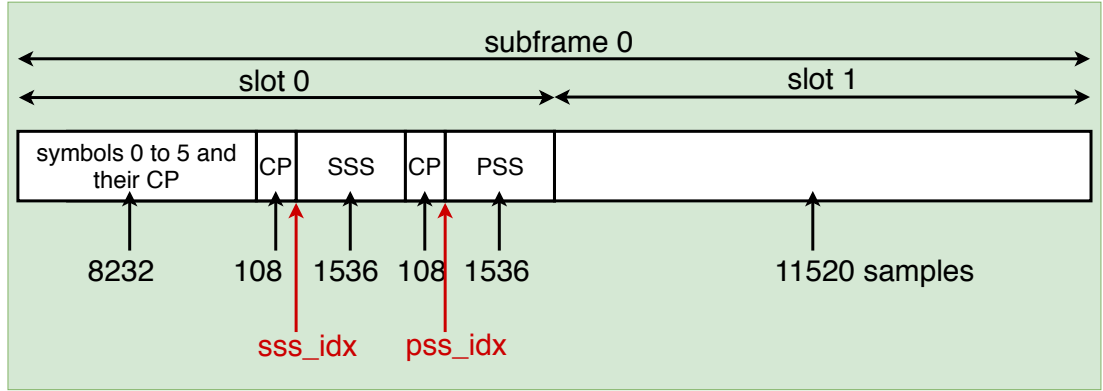 subframe 0
slot 0
slot 1
symbols 0 to 5 and
their CP
CP
SSS
CP
PSS
8232
108
1536
108
1536
11520 samples
sss_idx
pss_idx